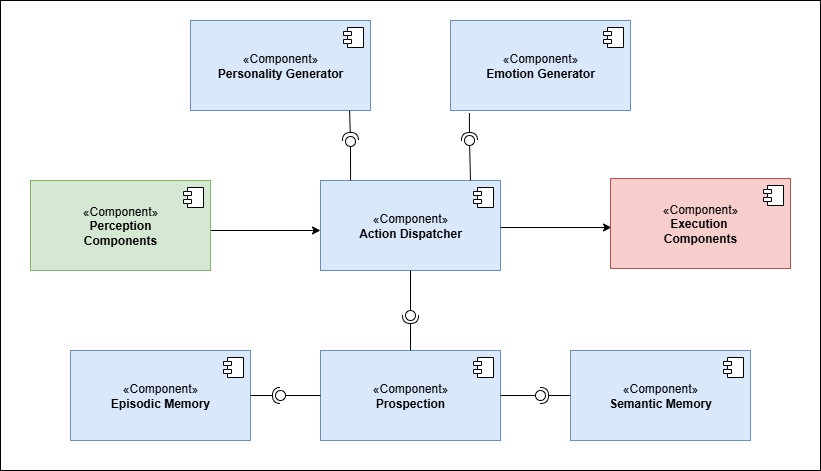 «Component»
Personality Generator
«Component»
Emotion Generator
«Component»
Perception
Components
«Component»
Action Dispatcher
«Component»
Execution
Components
«Component»
Episodic Memory
«Component»
Prospection
«Component»
Semantic Memory